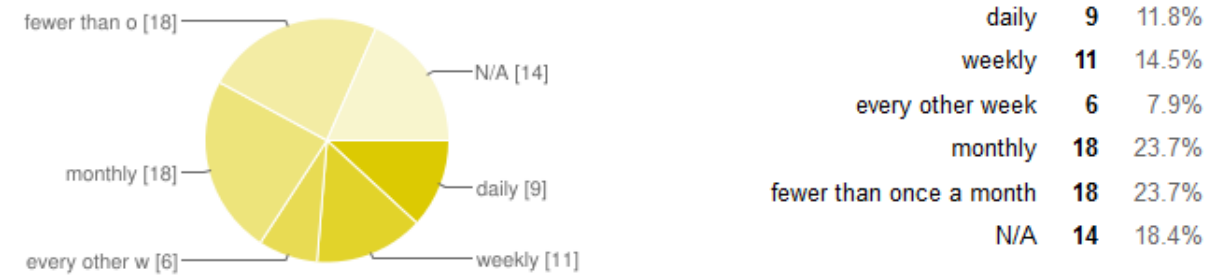 fewer than o [18]
N/A [14]
monthly [18]
daily [9]
every other w [6]
weekly [11]
daily 9 11.8%
weekly 11 14.5%
every other week 6 7.9%
monthly 18 23.7%
fewer than once a month 18 23.7%
N/A 14 18.4%